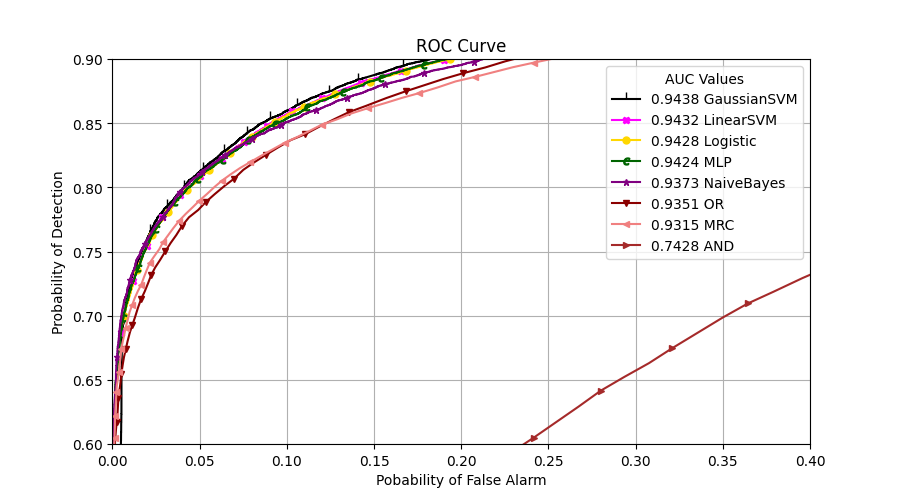 ROC Curve
0.90
0.85
0.80
0.75
0.70
0.65
0.60
Probability of Detection
AUC Values
0.9438 GaussianSVM
0.9432 LinearSVM
0.9428 Logistic
0.9424 MLP
0.9373 NaiveBayes
0.9351 OR
0.9315 MRC
0.7428 AND
0.00 0.05 0.10 0.15 0.20 0.25 0.30 0.35 0.40
Pobability of False Alarm